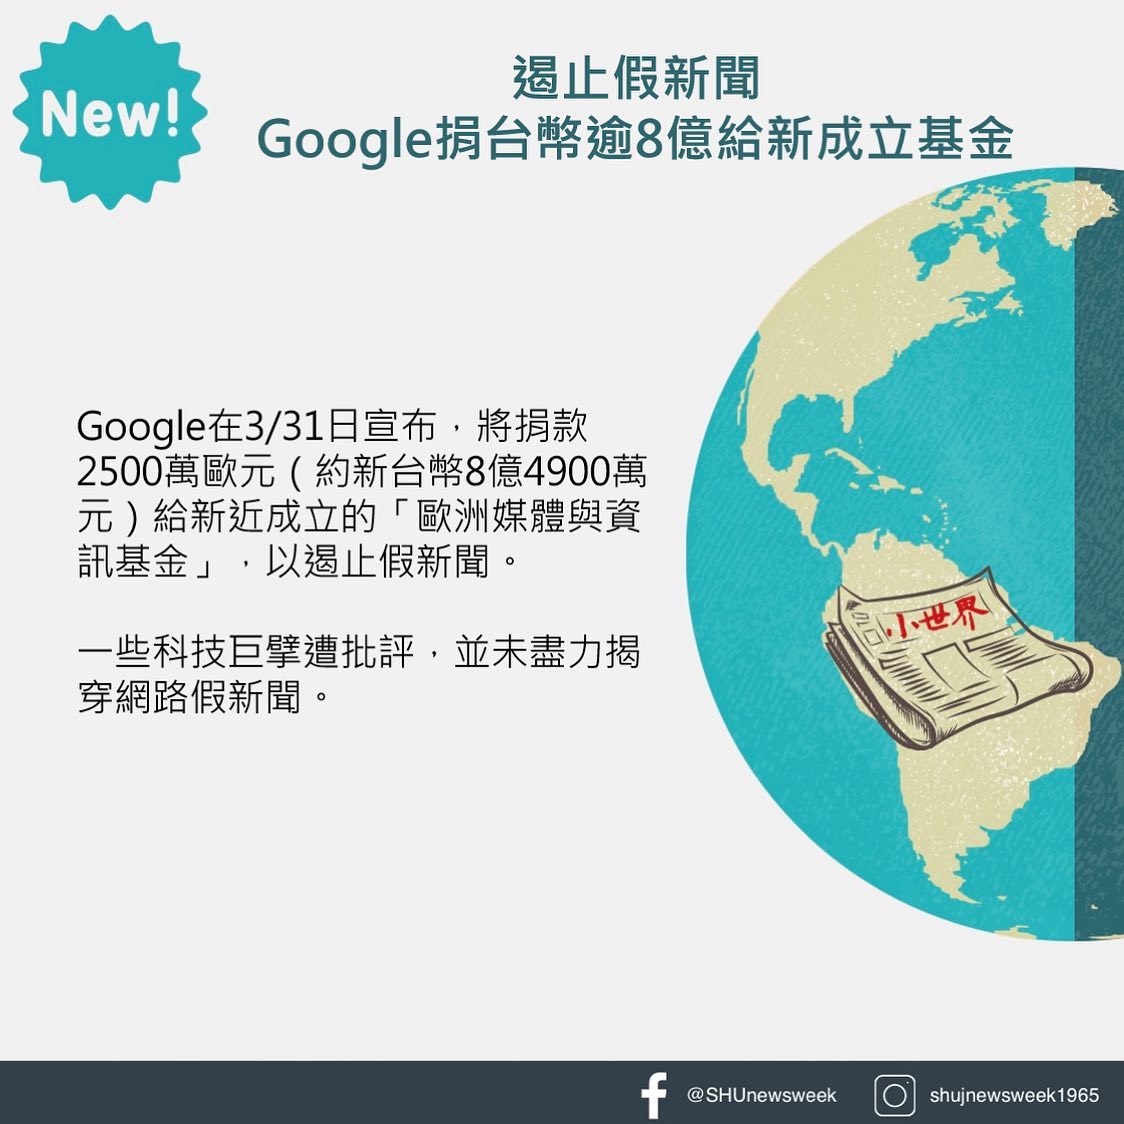 New!
遏止假新聞
Google捐台幣逾8億給新成立基金
Google在3/31日宣布，將捐款
2500萬歐元（約新台幣8億4900萬
元）給新近成立的「歐洲媒體與資
訊基金」，以遏止假新聞。
一些科技巨擘遭批評，並未盡力揭
穿網路假新聞。
小世界
@SHUnewsweek
shujnewsweek1965